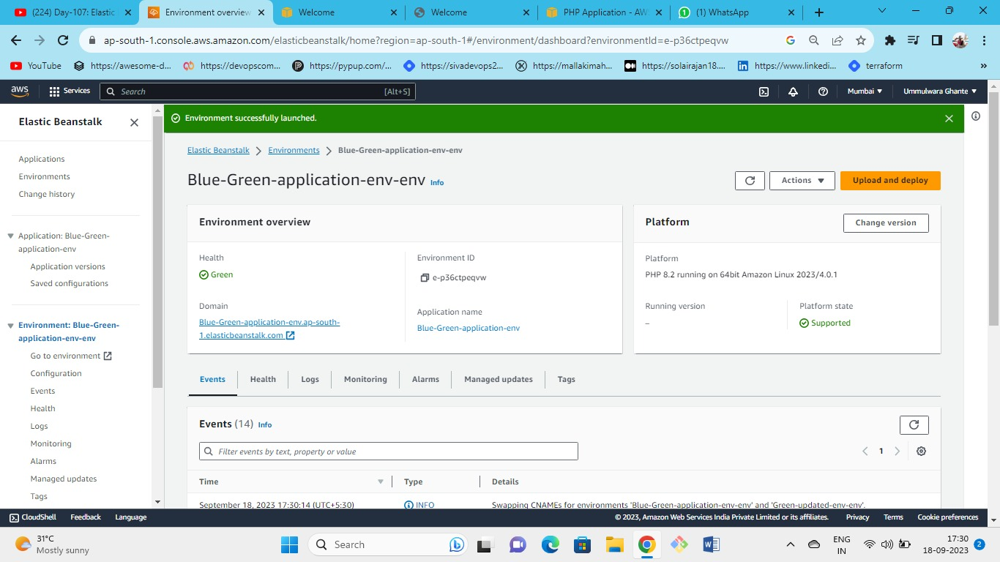 (224) Day-107: Elastic
Environment overview
Welcome
Welcome
PHP Application - AW
(1) WhatsApp
ap-south-1.console.aws.amazon.com/elasticbeanstalk/home?region=ap-south-1#/environment/dashboard?environmentId=e-p36ctpeqvw
YouTube
https://awesome-d...
https://devopscom...
https://pypup.com/...
https://sivadevops2...
https://mallakimah...
https://solairajan18....
https://www.linkedi...
terraform
»
aws
Services
Search
[Alt+S]
Mumbai
Ummulwara Ghante
Elastic Beanstalk
Applications
Environments
Change history
Application: Blue-Green-
application-env
Application versions
Saved configurations
Environment: Blue-Green-
application-env-env
Go to environment
Configuration
Events
Health
Logs
Monitoring
Alarms
Managed updates
Tags
Environment successfully launched.
Elastic Beanstalk
Environments
Blue-Green-application-env-env
Blue-Green-application-env-env Info
Actions
Upload and deploy
Environment overview
Health
Green
Domain
Blue-Green-application-env.ap-south-
1.elasticbeanstalk.com
Environment ID
e-p36ctpeqvw
Application name
Blue-Green-application-env
Platform
Change version
Platform
PHP 8.2 running on 64bit Amazon Linux 2023/4.0.1
Running version
–
Platform state
Supported
Events
Health
Logs
Monitoring
Alarms
Managed updates
Tags
Events (14) Info
Filter events by text, property or value
1
Time
Type
Details
September 18, 2023 17:30:14 (UTC+5:30)
INFO
Swapping CNAMEs for environments 'Blue-Green-application-env-env' and 'Green-updated-env-env'.
CloudShell
Feedback
Language
© 2023, Amazon Web Services India Private Limited or its affiliates.
Privacy
Terms
Cookie preferences
31°C
Mostly sunny
Search
ENG
IN
17:30
18-09-2023
2